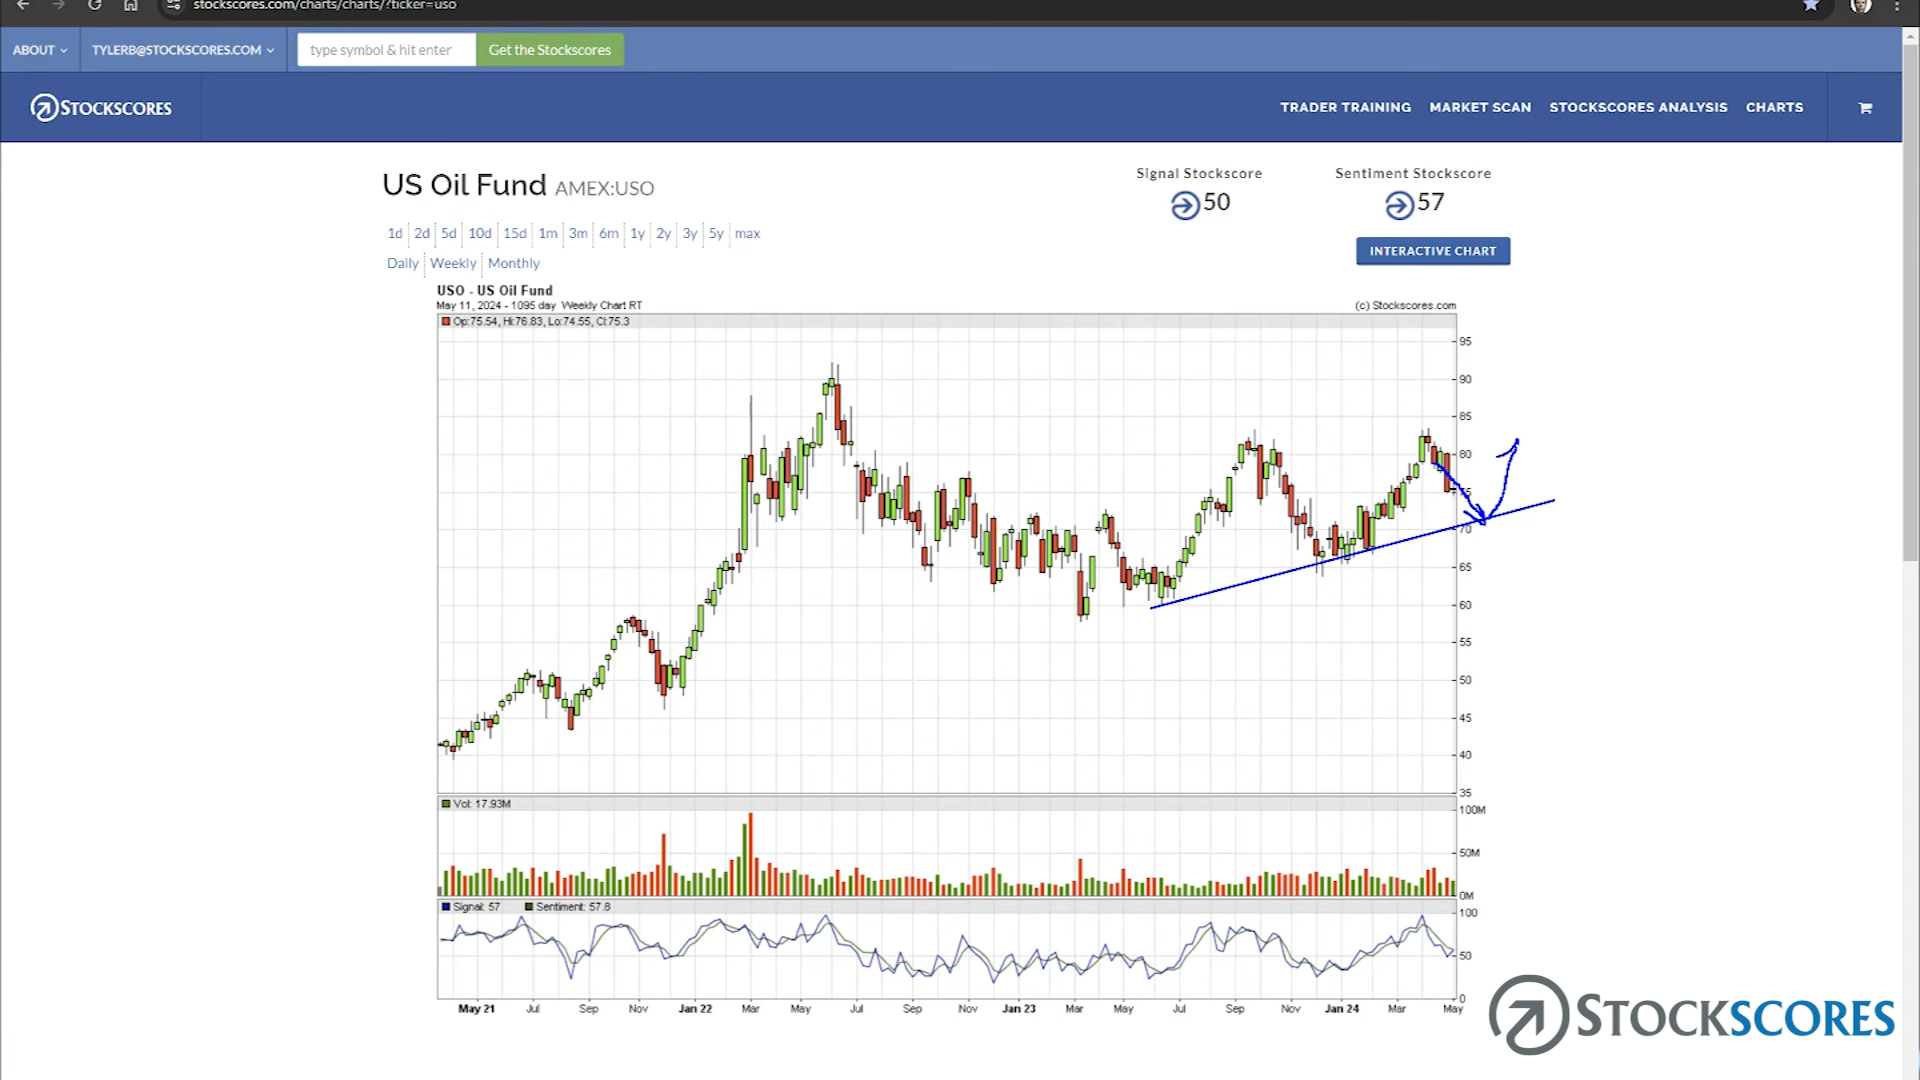 stockscores.com/charts/charts/?ticker=uso
ABOUT TYLERB@STOCKSCORES.COM type symbol & hit enter Get the Stockscores
STOCKSCORES TRADER TRAINING MARKET SCAN STOCKSCORES ANALYSIS CHARTS
US Oil Fund AMEX:USO
Signal Stockscore Sentiment Stockscore
50 57
1d 2d 5d 10d 15d 1m 3m 6m 1y 2y 3y 5y max
Daily Weekly Monthly
INTERACTIVE CHART
USO - US Oil Fund
May 11, 2024 - 1095 day Weekly Chart RT (c) Stockscores.com
Op:75.54, Hi:76.83, Lo:74.55, Cl:75.3
95
90
85
80
75
70
65
60
55
50
45
40
35
Vol: 17.93M
100M
50M
0M
Signal: 57 Sentiment: 57.8
100
50
0
May 21 Jul Sep Nov Jan 22 Mar May Jul Sep Nov Jan 23 Mar May Jul Sep Nov Jan 24 Mar May
STOCKSCORES